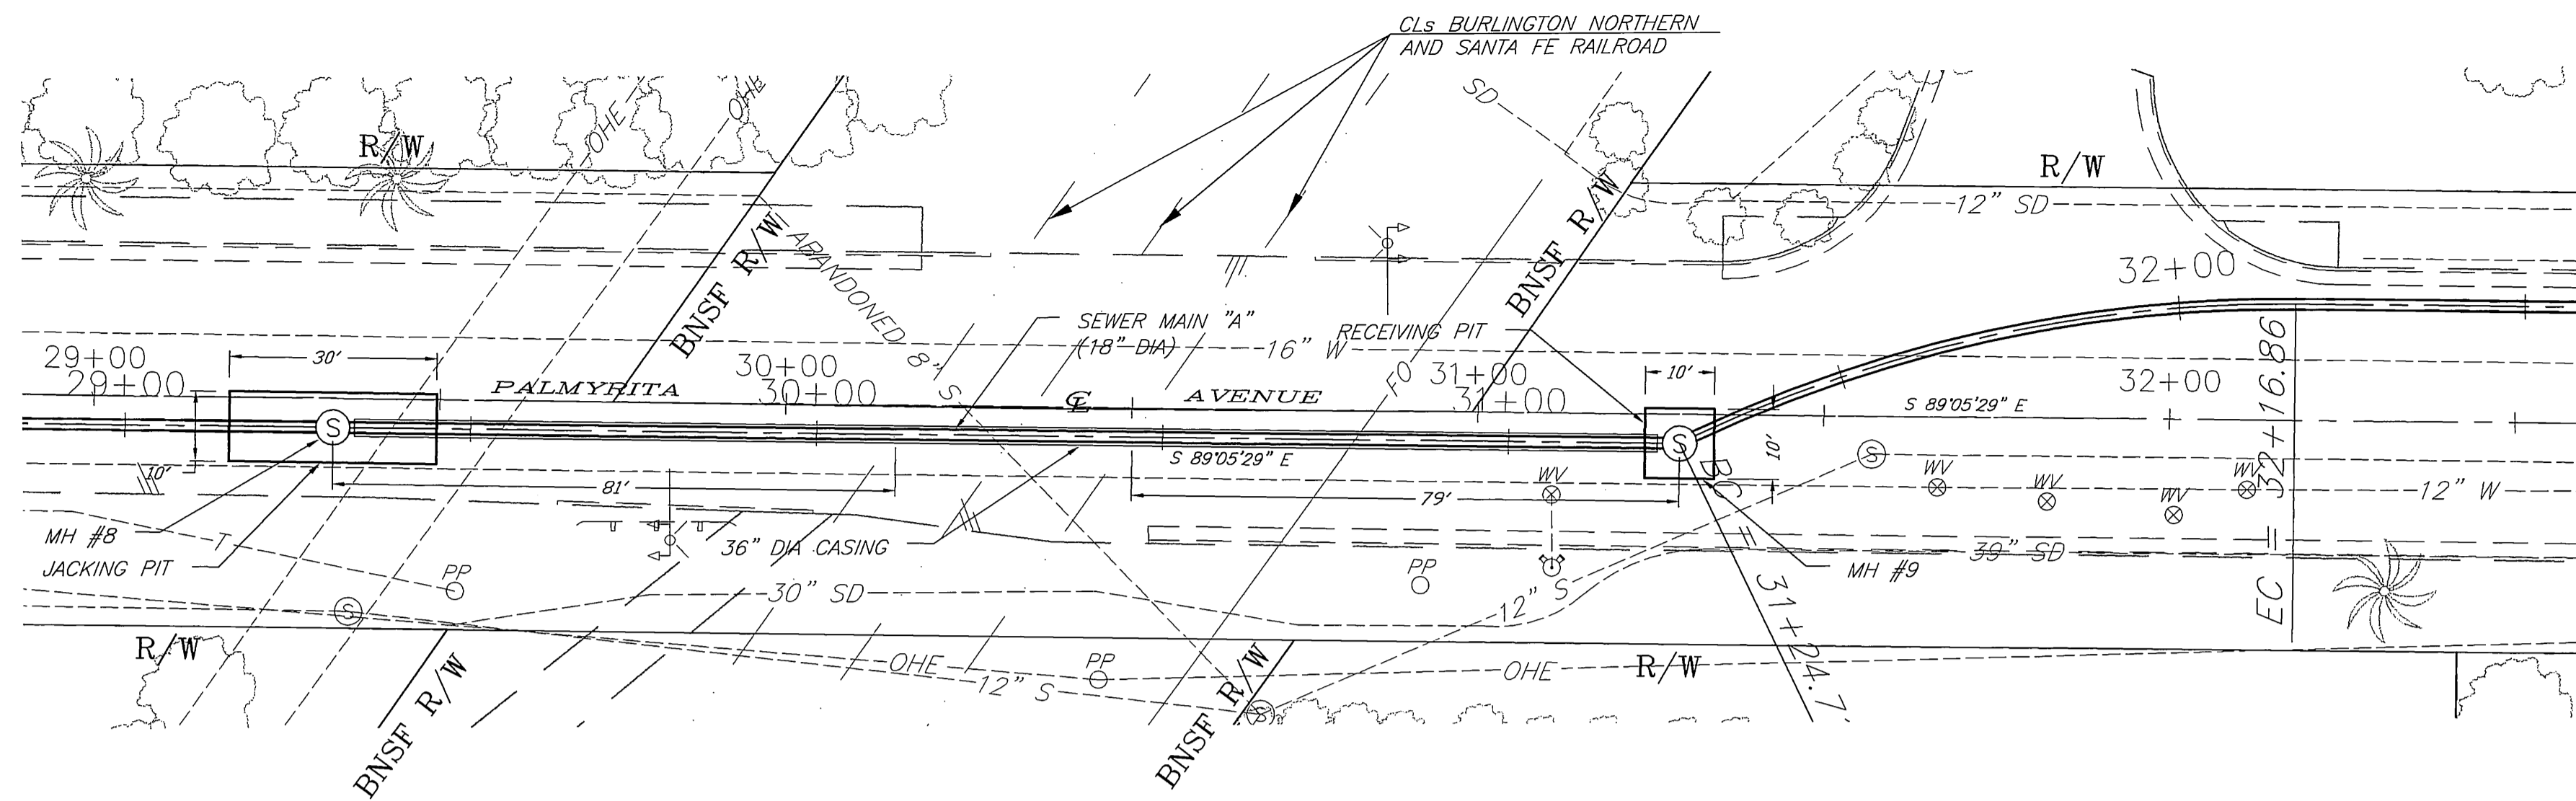 CLs BURLINGTON NORTHERN
AND SANTA FE RAILROAD
OHE
OHE
SD
R/W
R/W
12" SD
BNSF R/W
BNSF R/W
ABANDONED 8" S
32+00
SEWER MAIN "A"
(18" DIA)
16" W
RECEIVING PIT
FO
29+00
29+00
30'
PALMYRITA
30+00
30+00
CL
AVENUE
31+00
31+00
10'
32+00
S 89°05'29" E
10'
S
81'
S 89°05'29" E
79'
S
10'
BC = 31+24.7
EC = 32+16.86
WV
S
WV
WV
WV
WV
12" W
MH #8
JACKING PIT
T
PP
36" DIA CASING
PP
MH #9
39" SD
30" SD
12" S
S
R/W
OHE
12" S
PP
OHE
R/W
S
BNSF R/W
BNSF R/W